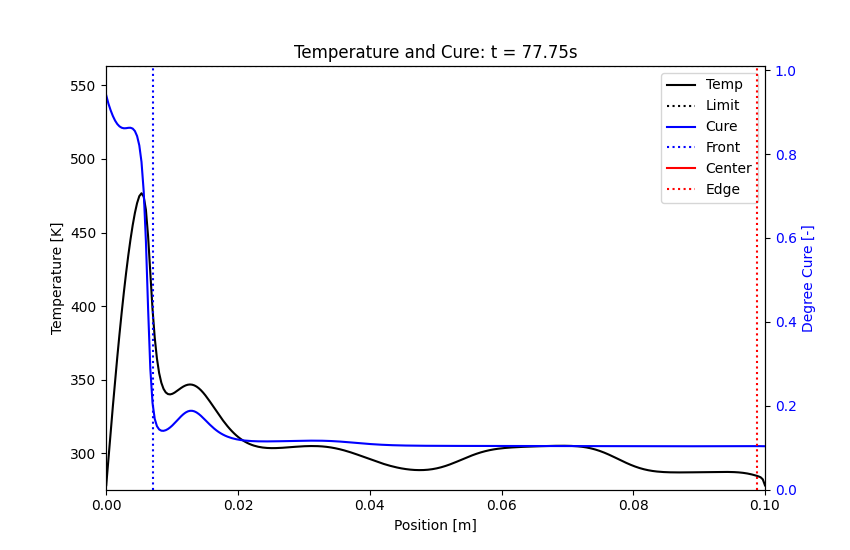 Temperature and Cure: t = 77.75s
550
500
450
400
350
300
Temperature [K]
1.0
0.8
0.6
0.4
0.2
0.0
Degree Cure [-]
Temp
Limit
Cure
Front
Center
Edge
0.00 0.02 0.04 0.06 0.08 0.10
Position [m]